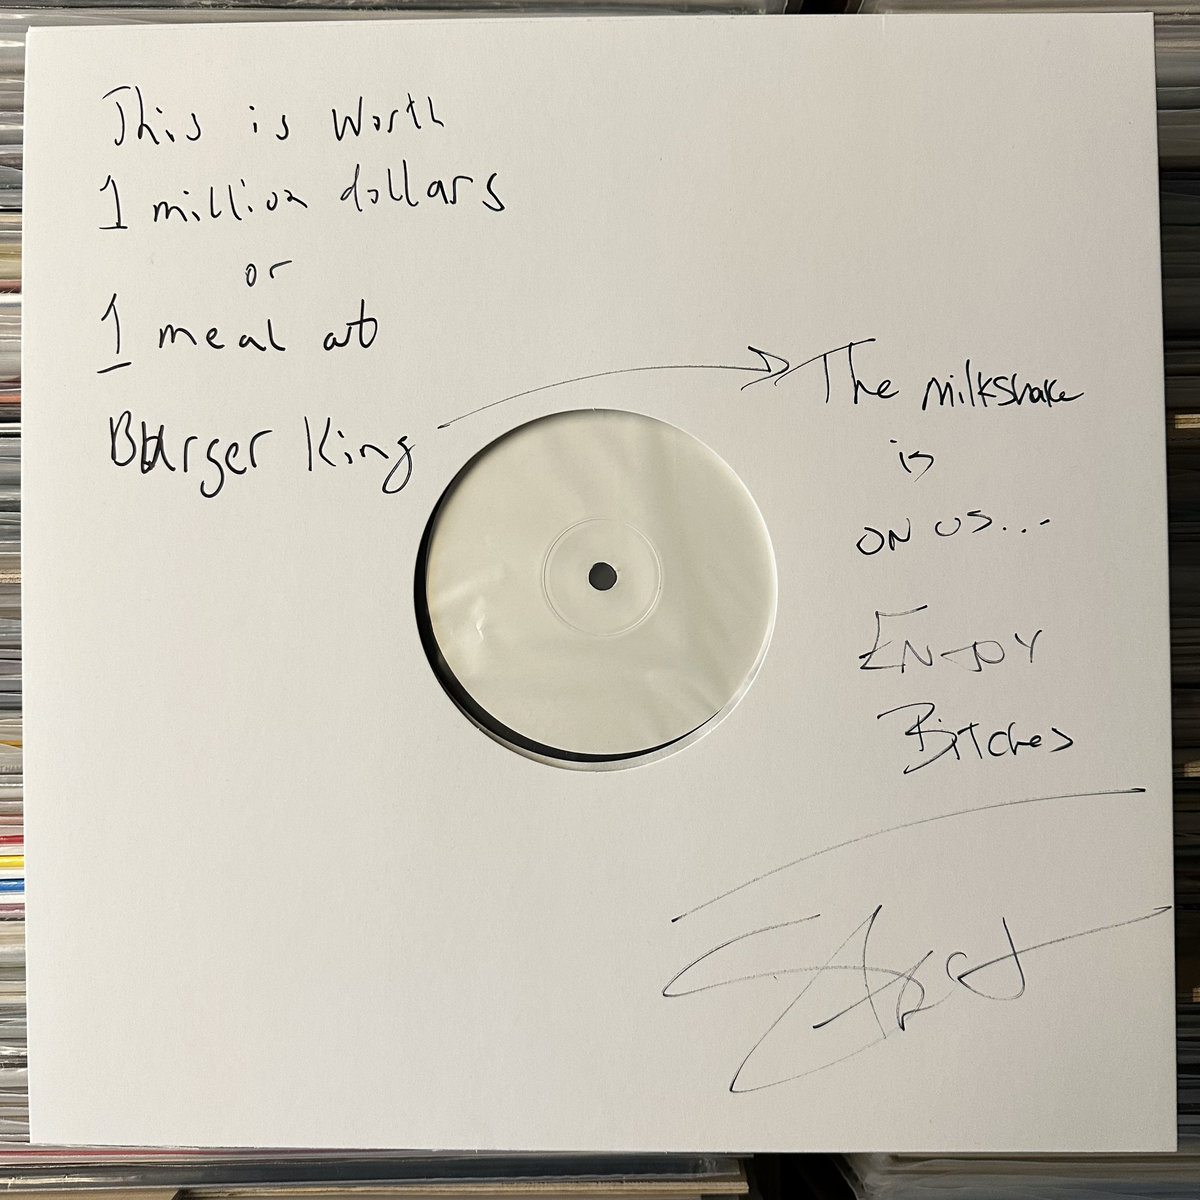 This is Worth
1 million dollars
or
1 meal at
Burger King
The Milkshake
is
ON US...
ENJOY
Bitches